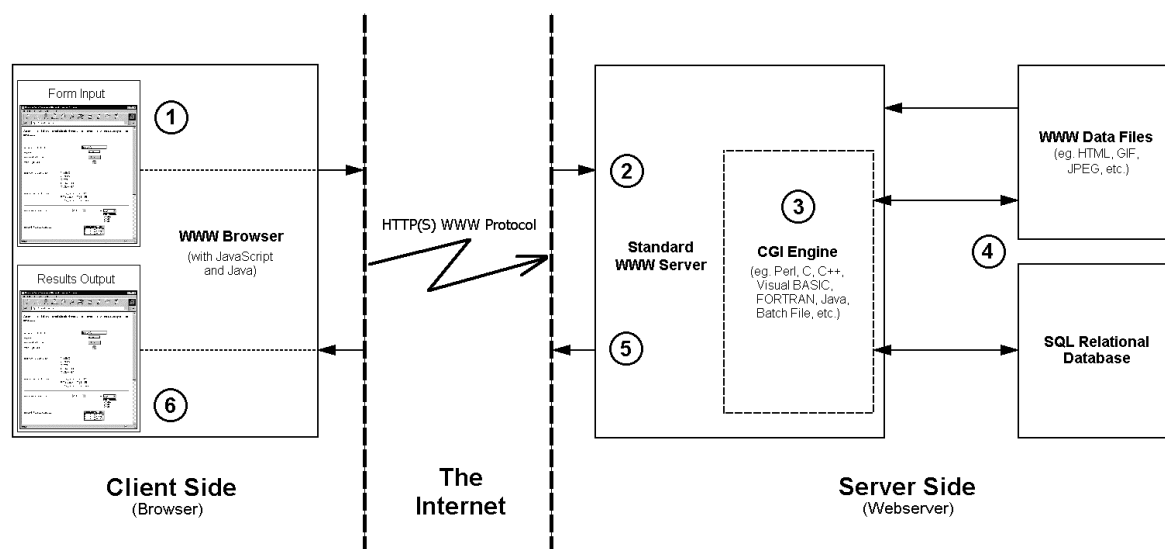 Form Input
1
WWW Browser
(with JavaScript
and Java)
Results Output
6
Client Side
(Browser)
HTTP(S) WWW Protocol
The
Internet
2
Standard
WWW Server
5
3
CGI Engine
(eg. Perl, C, C++,
Visual BASIC,
FORTRAN, Java,
Batch File, etc.)
4
WWW Data Files
(eg. HTML, GIF,
JPEG, etc.)
SQL Relational
Database
Server Side
(Webserver)